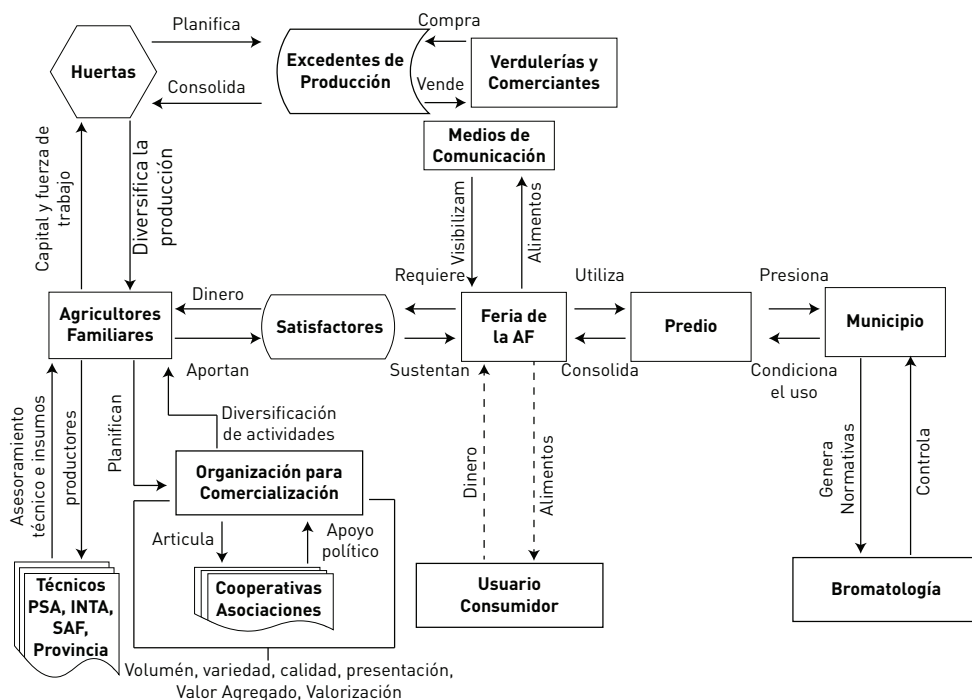 Planifica
Compra
Huertas
Excedentes de
Producción
Verdulerías y
Comerciantes
Consolida
Vende
Medios de
Comunicación
Capital y fuerza de
trabajo
Diversifica la
producción
Visibilizam
Alimentos
Dinero
Requiere
Utiliza
Presiona
Agricultores
Familiares
Satisfactores
Feria de
la AF
Predio
Municipio
Aportan
Sustentan
Consolida
Condiciona
el uso
Asesoramiento
técnico e insumos
productores
Planifican
Diversificación
de actividades
Organización para
Comercialización
Dinero
Alimentos
Genera
Normativas
Controla
Articula
Apoyo
político
Técnicos
PSA, INTA,
SAF,
Provincia
Cooperativas
Asociaciones
Usuario
Consumidor
Bromatología
Volumén, variedad, calidad, presentación,
Valor Agregado, Valorización